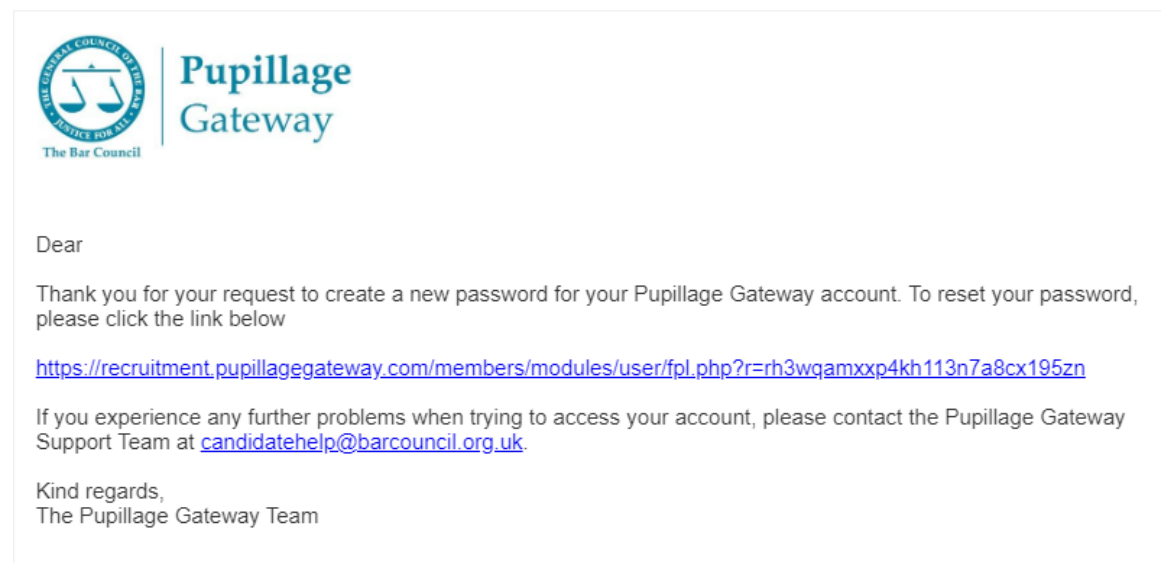 THE GENERAL COUNCIL OF THE BAR
JUSTICE FOR ALL
The Bar Council
Pupillage
Gateway
Dear
Thank you for your request to create a new password for your Pupillage Gateway account. To reset your password,
please click the link below
https://recruitment.pupillagegateway.com/members/modules/user/fpl.php?r=rh3wqamxxp4kh113n7a8cx195zn
If you experience any further problems when trying to access your account, please contact the Pupillage Gateway
Support Team at candidatehelp@barcouncil.org.uk.
Kind regards,
The Pupillage Gateway Team